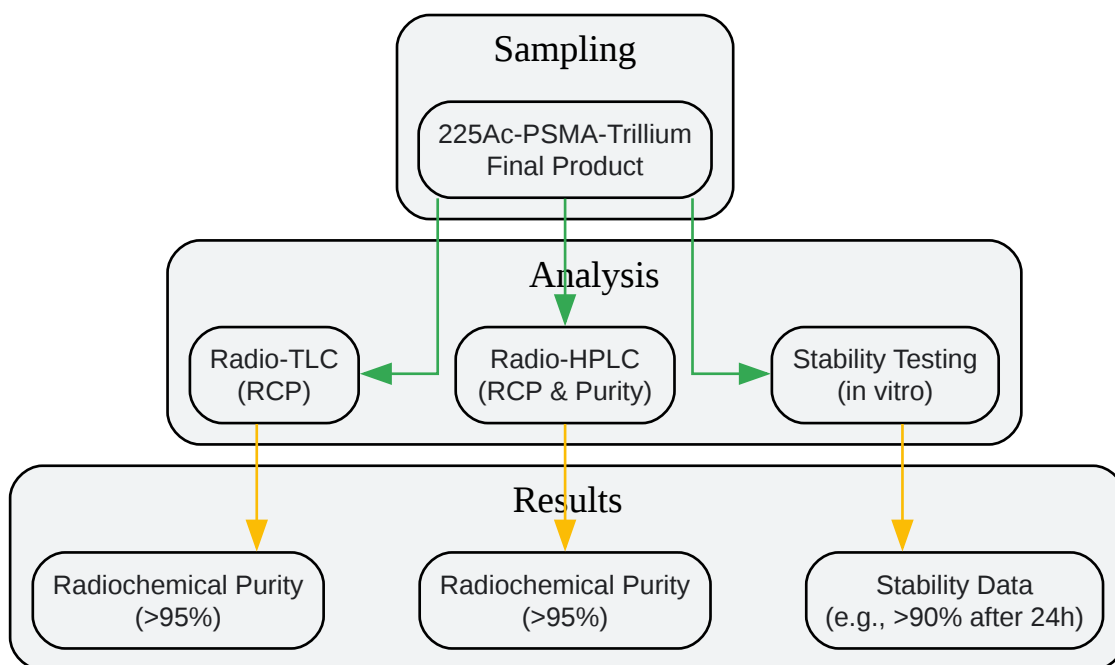 Sampling
225Ac-PSMA-Trillium
Final Product
Analysis
Radio-TLC
(RCP)
Radio-HPLC
(RCP & Purity)
Stability Testing
(in vitro)
Results
Radiochemical Purity
(>95%)
Radiochemical Purity
(>95%)
Stability Data
(e.g., >90% after 24h)